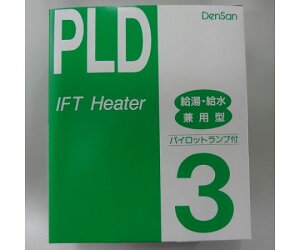 DenSan
PLD
IFT Heater
給湯・給水
兼用型
パイロットランプ付
3